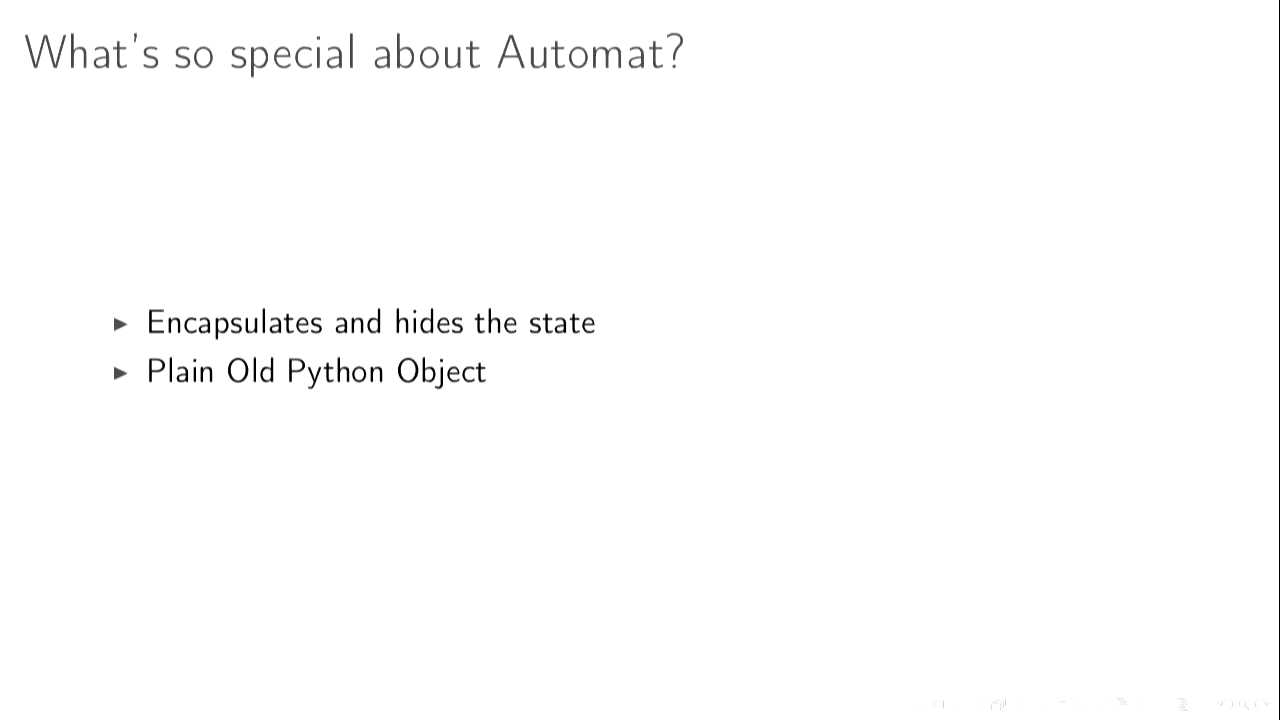 What's so special about Automat?
▶ Encapsulates and hides the state
▶ Plain Old Python Object